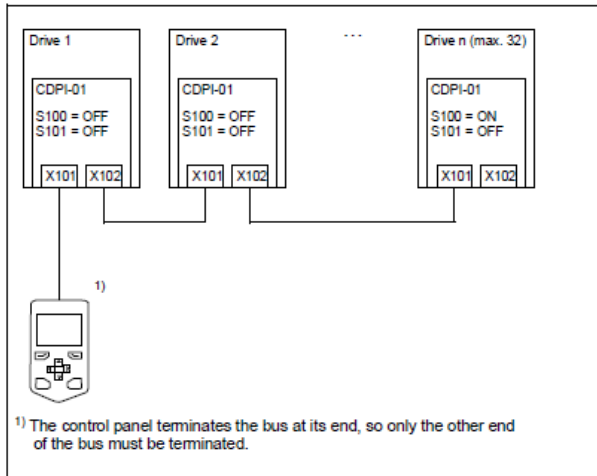 Drive 1
Drive 2
...
Drive n (max. 32)
CDPI-01
CDPI-01
CDPI-01
S100 = OFF
S101 = OFF
S100 = OFF
S101 = OFF
S100 = ON
S101 = OFF
X101 X102
X101 X102
X101 X102
1)
1) The control panel terminates the bus at its end, so only the other end
of the bus must be terminated.